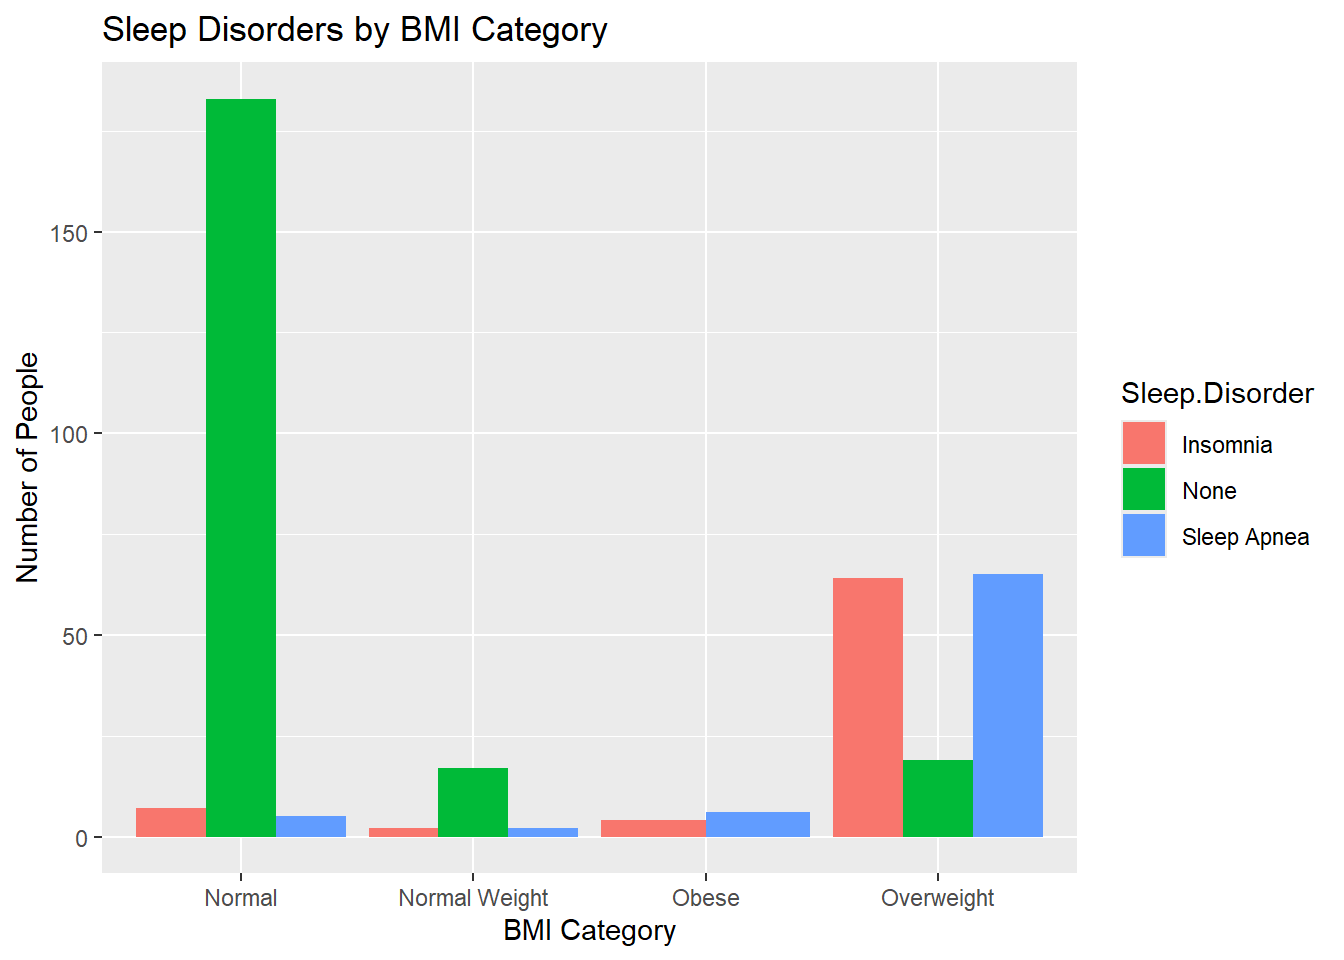 Sleep Disorders by BMI Category
Number of People
150
100
50
0
Normal
Normal Weight
Obese
Overweight
BMI Category
Sleep.Disorder
Insomnia
None
Sleep Apnea